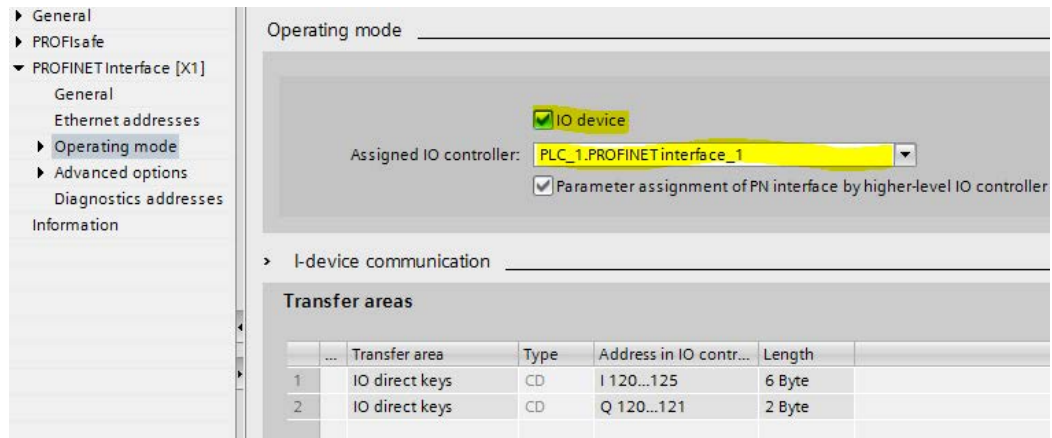 General
PROFIsafe
PROFINET Interface [X1]
General
Ethernet addresses
Operating mode
Advanced options
Diagnostics addresses
Information
Operating mode
IO device
Assigned IO controller: PLC_1.PROFINET interface_1
Parameter assignment of PN interface by higher-level IO controller
I-device communication
Transfer areas
... Transfer area Type Address in IO contr... Length
1 IO direct keys CD I 120...125 6 Byte
2 IO direct keys CD Q 120...121 2 Byte